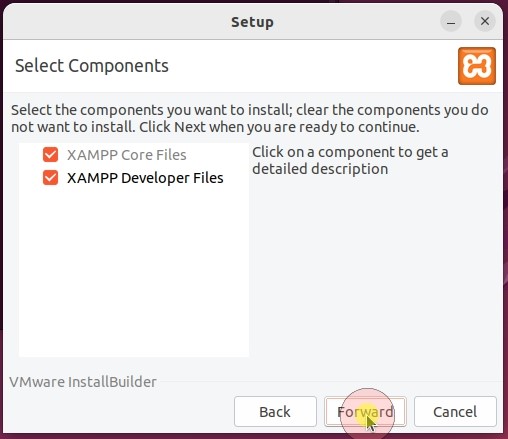 Setup
Select Components
Select the components you want to install; clear the components you do
not want to install. Click Next when you are ready to continue.
XAMPP Core Files
XAMPP Developer Files
Click on a component to get a
detailed description
VMware InstallBuilder
Back
Forward
Cancel